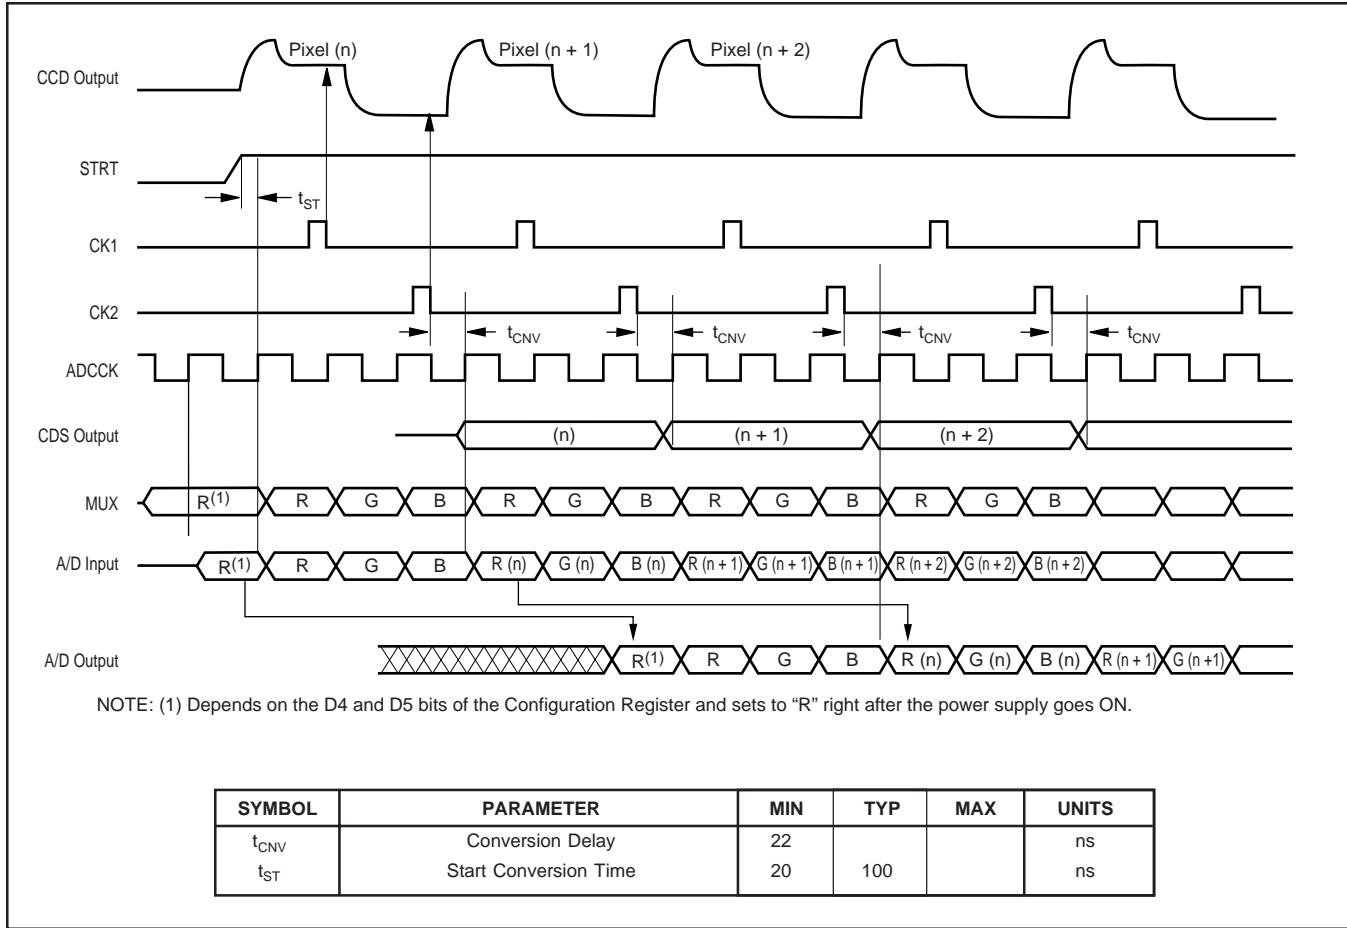 CCD Output
Pixel (n) Pixel (n + 1) Pixel (n + 2)
STRT
tST
CK1
CK2
tCNV tCNV tCNV tCNV
ADCCK
CDS Output (n) (n + 1) (n + 2)
MUX R(1) R G B R G B R G B R G B
A/D Input R(1) R G B R (n) G (n) B (n) R (n + 1) G (n + 1) B (n + 1) R (n + 2) G (n + 2) B (n + 2)
A/D Output R(1) R G B R (n) G (n) B (n) R (n + 1) G (n +1)
NOTE: (1) Depends on the D4 and D5 bits of the Configuration Register and sets to “R” right after the power supply goes ON.
SYMBOL PARAMETER MIN TYP MAX UNITS
tCNV Conversion Delay 22 ns
tST Start Conversion Time 20 100 ns